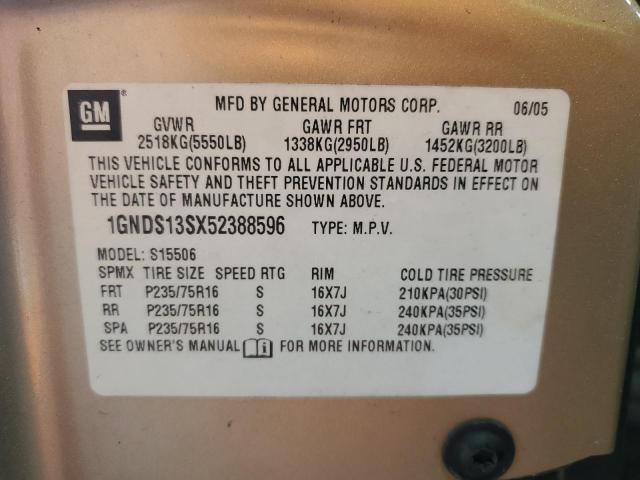 GM ®
MFD BY GENERAL MOTORS CORP. 06/05
GVWR GAWR FRT GAWR RR
2518KG(5550LB) 1338KG(2950LB) 1452KG(3200LB)
THIS VEHICLE CONFORMS TO ALL APPLICABLE U.S. FEDERAL MOTOR
VEHICLE SAFETY AND THEFT PREVENTION STANDARDS IN EFFECT ON
THE DATE OF MANUFACTURE SHOWN ABOVE.
1GNDS13SX52388596 TYPE: M.P.V.
MODEL: S15506
SPMX TIRE SIZE SPEED RTG RIM COLD TIRE PRESSURE
FRT P235/75R16 S 16X7J 210KPA(30PSI)
RR P235/75R16 S 16X7J 240KPA(35PSI)
SPA P235/75R16 S 16X7J 240KPA(35PSI)
SEE OWNER'S MANUAL i FOR MORE INFORMATION.